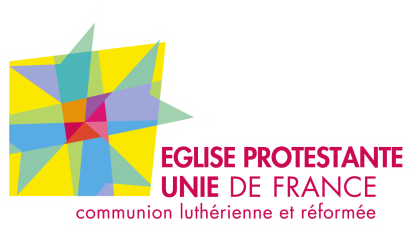 EGLISE PROTESTANTE
UNIE DE FRANCE
communion luthérienne et réformée